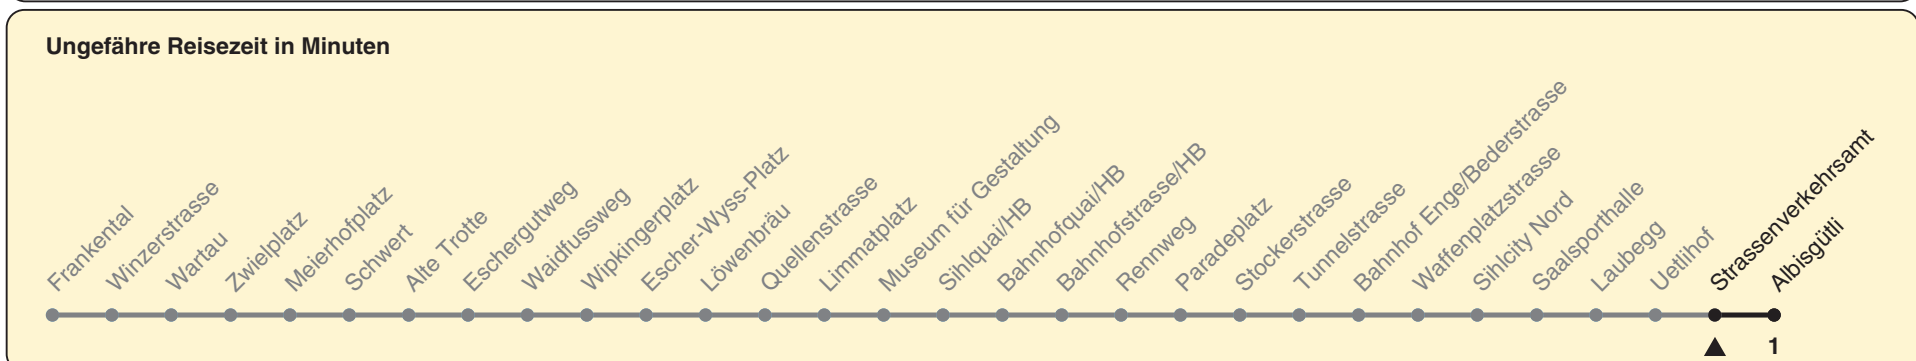 Ungefähre Reisezeit in Minuten
Frankental
Winzerstrasse
Wartau
Zwielplatz
Meierhofplatz
Schwert
Alte Trotte
Eschergutweg
Waidfussweg
Wipkingerplatz
Escher-Wyss-Platz
Löwenbräu
Quellenstrasse
Limmatplatz
Museum für Gestaltung
Sihlquai/HB
Bahnhofquai/HB
Bahnhofstrasse/HB
Rennweg
Paradeplatz
Stockerstrasse
Tunnelstrasse
Bahnhof Enge/Bederstrasse
Waffenplatzstrasse
Sihlcity Nord
Saalsporthalle
Laubegg
Uetlihof
Strassenverkehrsamt
Albisgütli
1